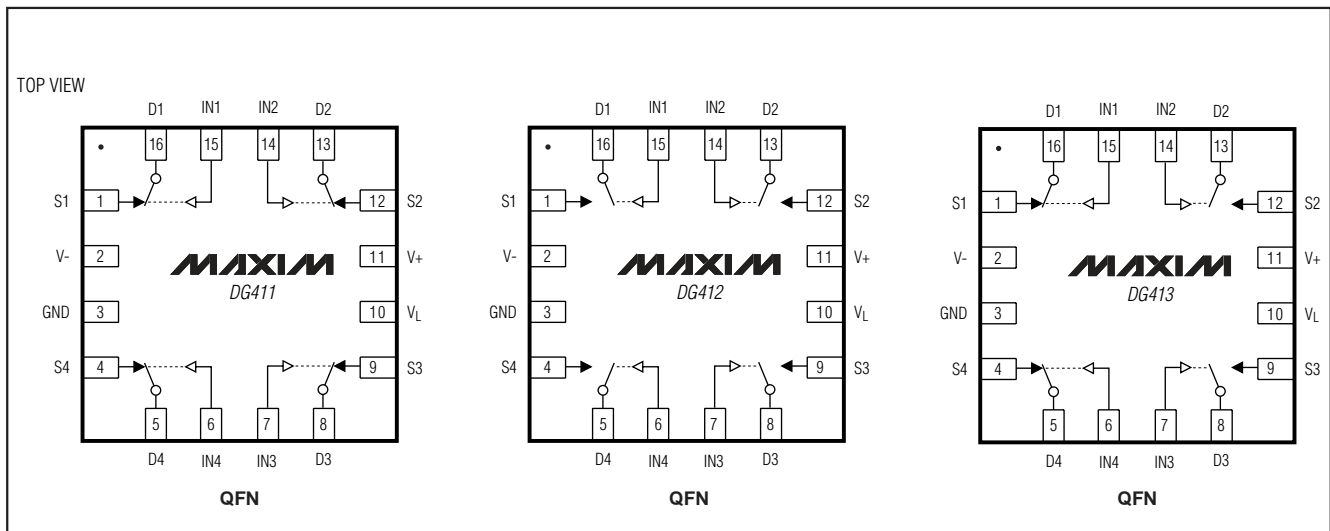 TOP VIEW
D1 IN1 IN2 D2
16 15 14 13
S1 1 12 S2
V- 2 11 V+
MAXIM
DG411
GND 3 10 VL
S4 4 9 S3
5 6 7 8
D4 IN4 IN3 D3
QFN
D1 IN1 IN2 D2
16 15 14 13
S1 1 12 S2
V- 2 11 V+
MAXIM
DG412
GND 3 10 VL
S4 4 9 S3
5 6 7 8
D4 IN4 IN3 D3
QFN
D1 IN1 IN2 D2
16 15 14 13
S1 1 12 S2
V- 2 11 V+
MAXIM
DG413
GND 3 10 VL
S4 4 9 S3
5 6 7 8
D4 IN4 IN3 D3
QFN